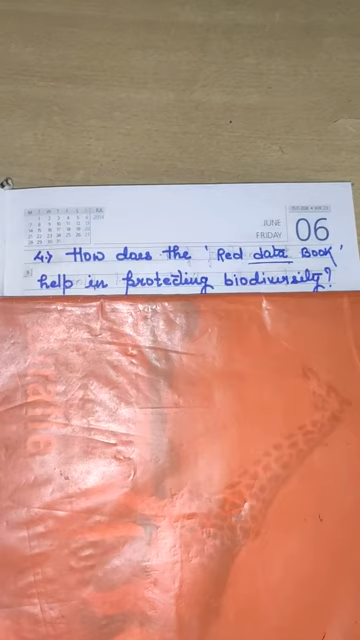 JUNE
FRIDAY
06
4.) How does the 'Red data Book'
help in protecting biodiversity?